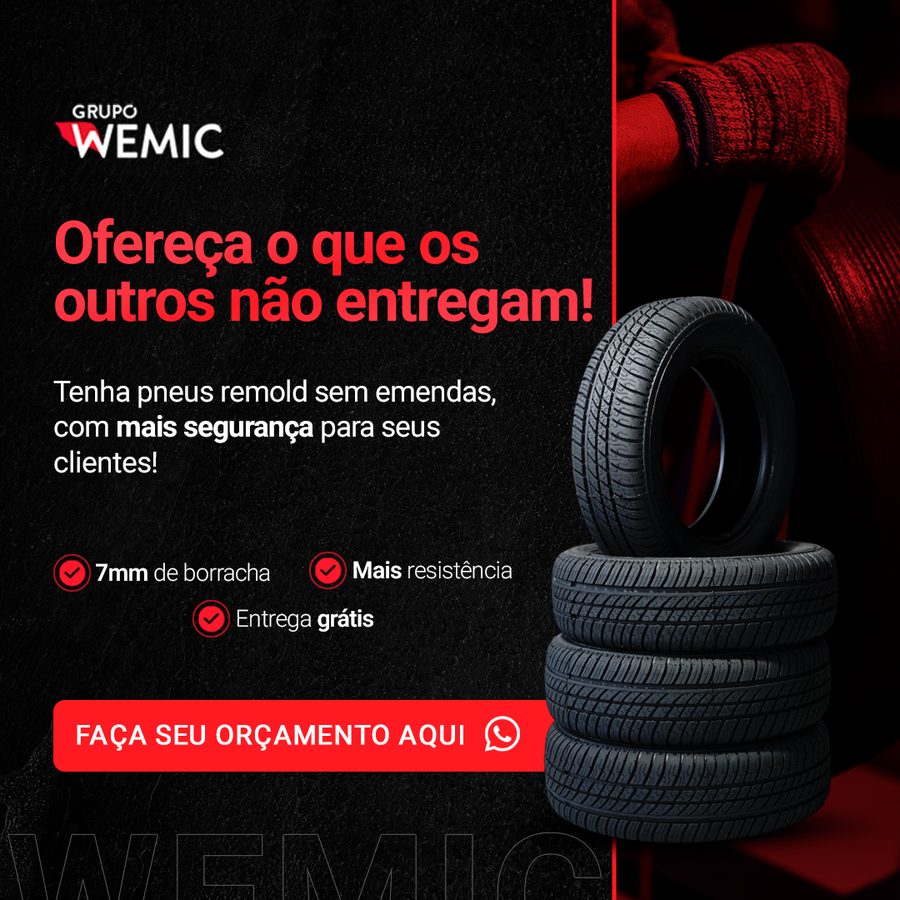 GRUPO
WEMIC
Ofereça o que os
outros não entregam!
Tenha pneus remold sem emendas,
com mais segurança para seus
clientes!
7mm de borracha
Mais resistência
Entrega grátis
FAÇA SEU ORÇAMENTO AQUI
WEMIC